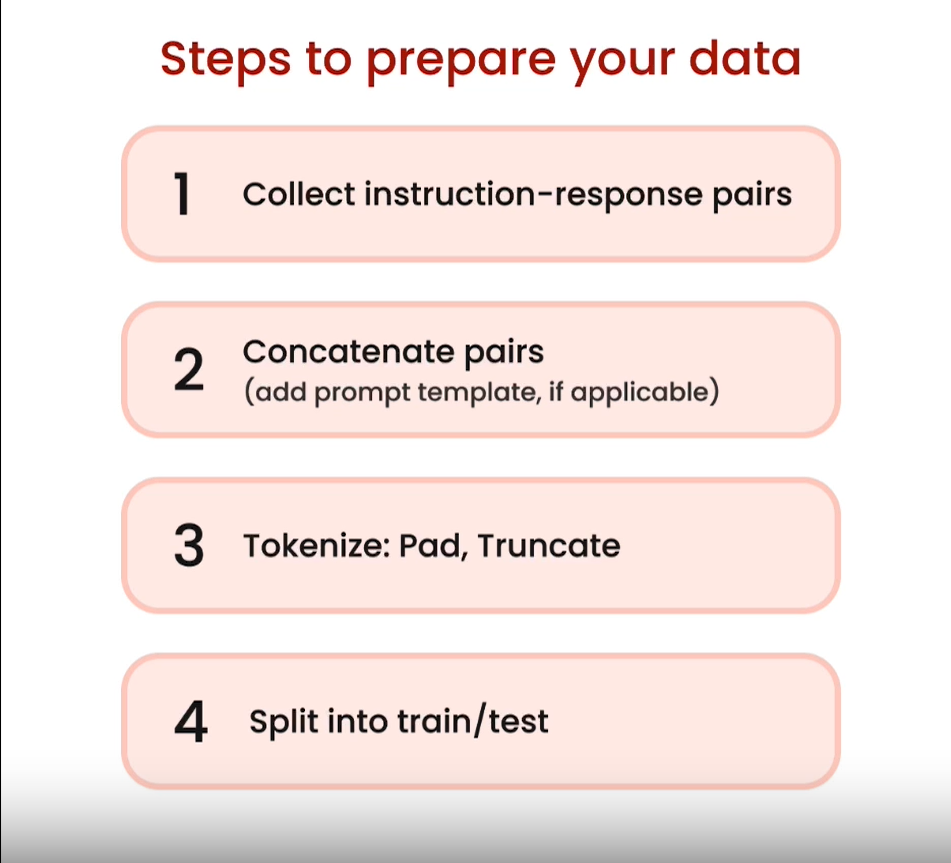 Steps to prepare your data
1 Collect instruction-response pairs
2 Concatenate pairs
(add prompt template, if applicable)
3 Tokenize: Pad, Truncate
4 Split into train/test